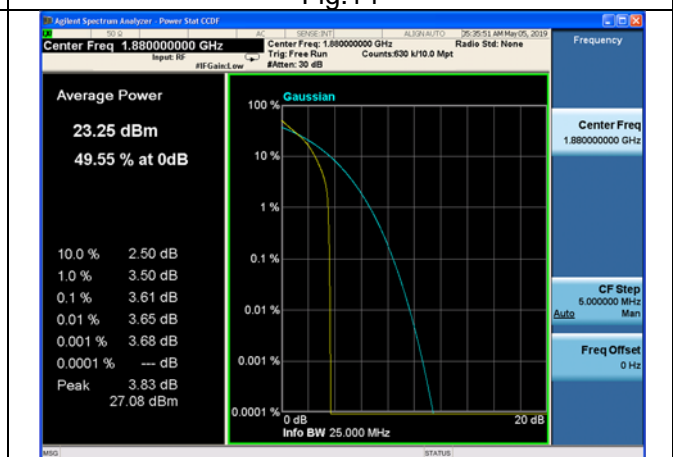 Agilent Spectrum Analyzer - Power Stat CCDF
50 Ω AC SENSE:INT ALIGN AUTO 05:35:51 AM May 05, 2019
Center Freq 1.880000000 GHz
Input: RF
#IFGain:Low
Center Freq: 1.880000000 GHz Radio Std: None
Trig: Free Run Counts:630 k/10.0 Mpt
#Atten: 30 dB
Frequency
Average Power
23.25 dBm
49.55 % at 0dB
10.0 % 2.50 dB
1.0 % 3.50 dB
0.1 % 3.61 dB
0.01 % 3.65 dB
0.001 % 3.68 dB
0.0001 % --- dB
Peak 3.83 dB
27.08 dBm
Gaussian
100 %
10 %
1 %
0.1 %
0.01 %
0.001 %
0.0001 %
0 dB 20 dB
Info BW 25.000 MHz
Center Freq
1.880000000 GHz
CF Step
5.000000 MHz
Auto Man
Freq Offset
0 Hz
MSG STATUS